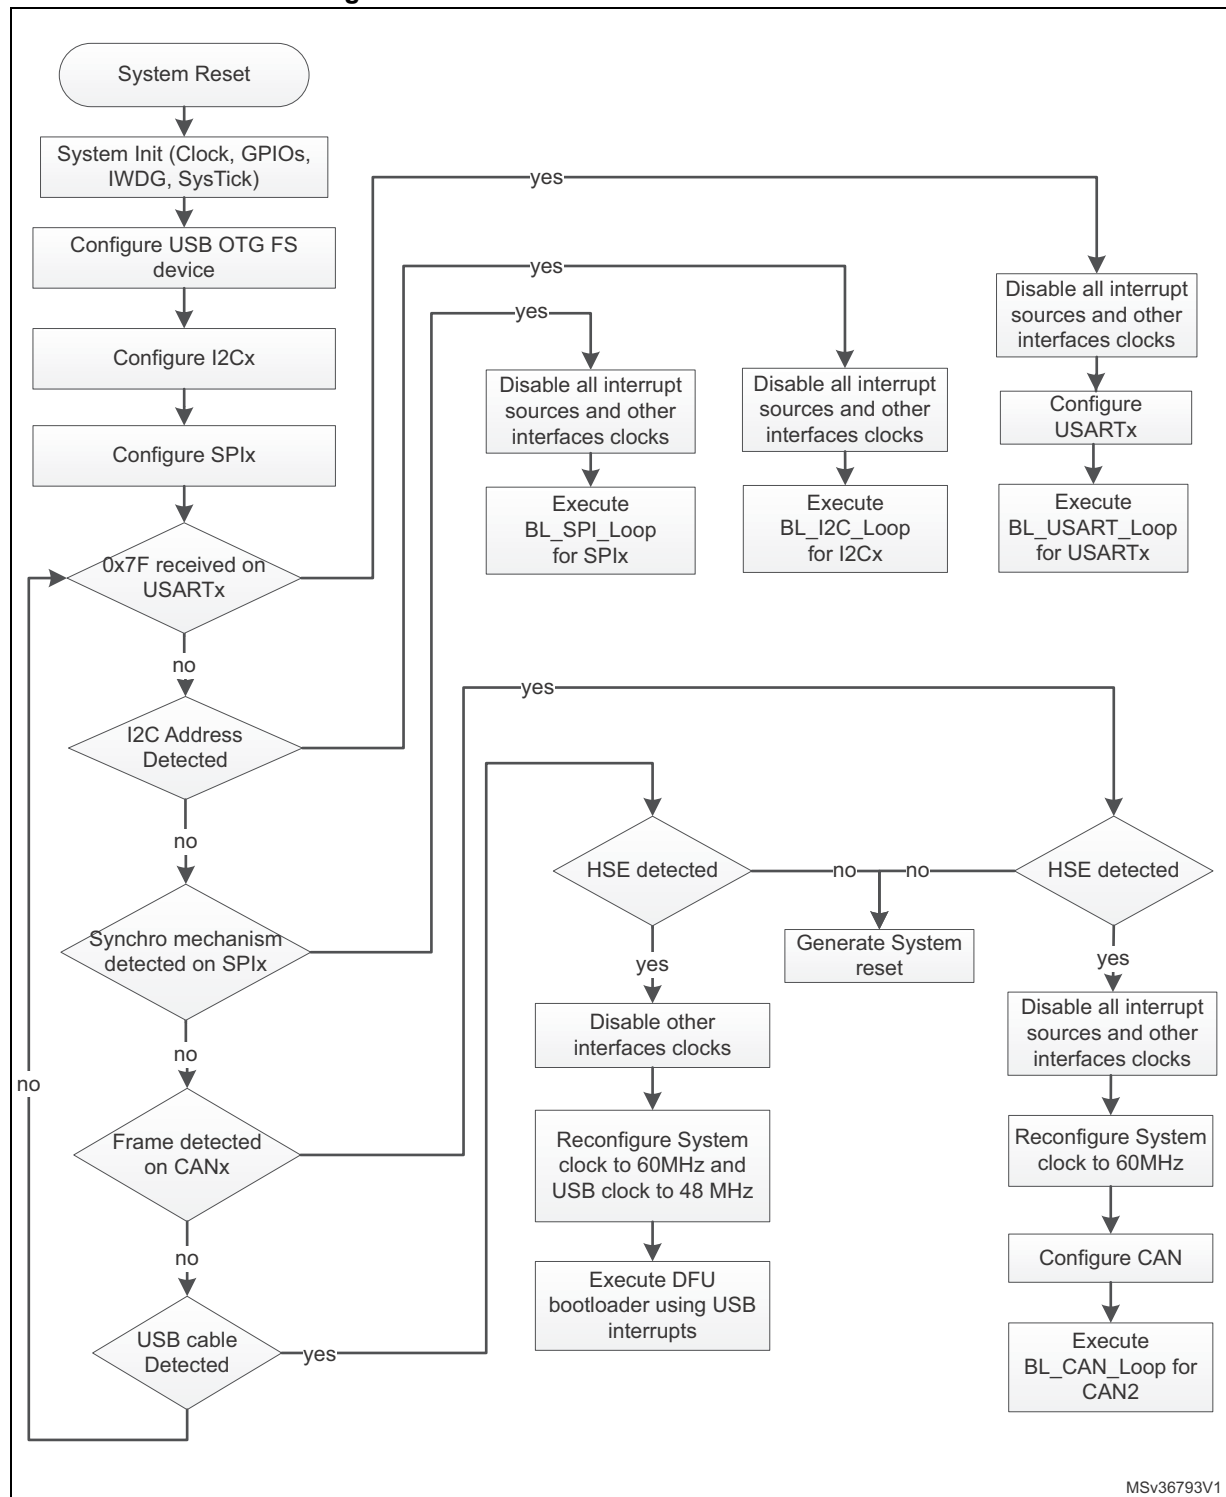 System Reset
System Init (Clock, GPIOs,
IWDG, SysTick)
Configure USB OTG FS
device
Configure I2Cx
Configure SPIx
0x7F received on
USARTx
no
I2C Address
Detected
no
Synchro mechanism
detected on SPIx
no
Frame detected
on CANx
no
USB cable
Detected
no
yes
yes
Disable all interrupt
sources and other
interfaces clocks
Configure
USARTx
Execute
BL_USART_Loop
for USARTx
yes
Disable all interrupt
sources and other
interfaces clocks
Execute
BL_I2C_Loop
for I2Cx
yes
Disable all interrupt
sources and other
interfaces clocks
Execute
BL_SPI_Loop
for SPIx
yes
HSE detected
no
no
Generate System
reset
HSE detected
yes
Disable other
interfaces clocks
Reconfigure System
clock to 60MHz and
USB clock to 48 MHz
Execute DFU
bootloader using USB
interrupts
yes
Disable all interrupt
sources and other
interfaces clocks
Reconfigure System
clock to 60MHz
Configure CAN
Execute
BL_CAN_Loop for
CAN2
MSv36793V1